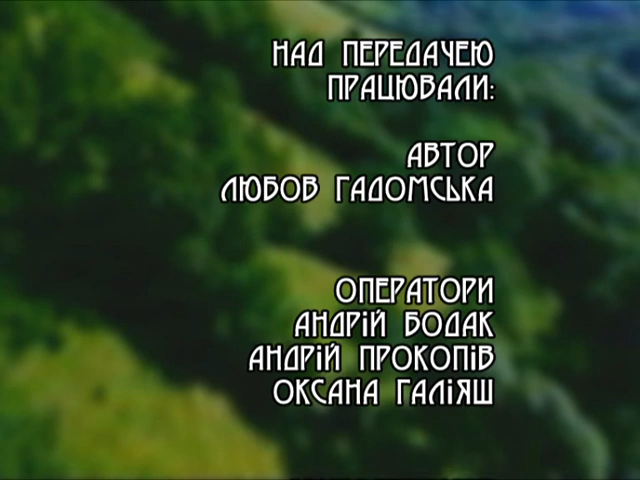 НАД ПЕРЕДАЧЕЮ
ПРАЦЮВАЛИ:
АВТОР
ЛЮБОВ ГАДОМСЬКА
ОПЕРАТОРИ
АНДРІЙ БОДАК
АНДРІЙ ПРОКОПІВ
ОКСАНА ГАЛІЯШ